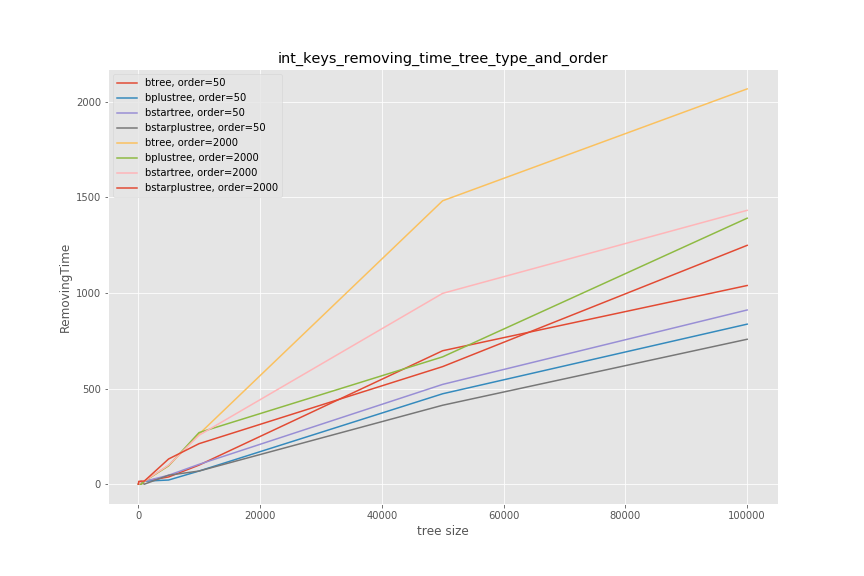 int_keys_removing_time_tree_type_and_order
btree, order=50
bplustree, order=50
bstartree, order=50
bstarplustree, order=50
btree, order=2000
bplustree, order=2000
bstartree, order=2000
bstarplustree, order=2000
RemovingTime
2000
1500
1000
500
0
0 20000 40000 60000 80000 100000
tree size